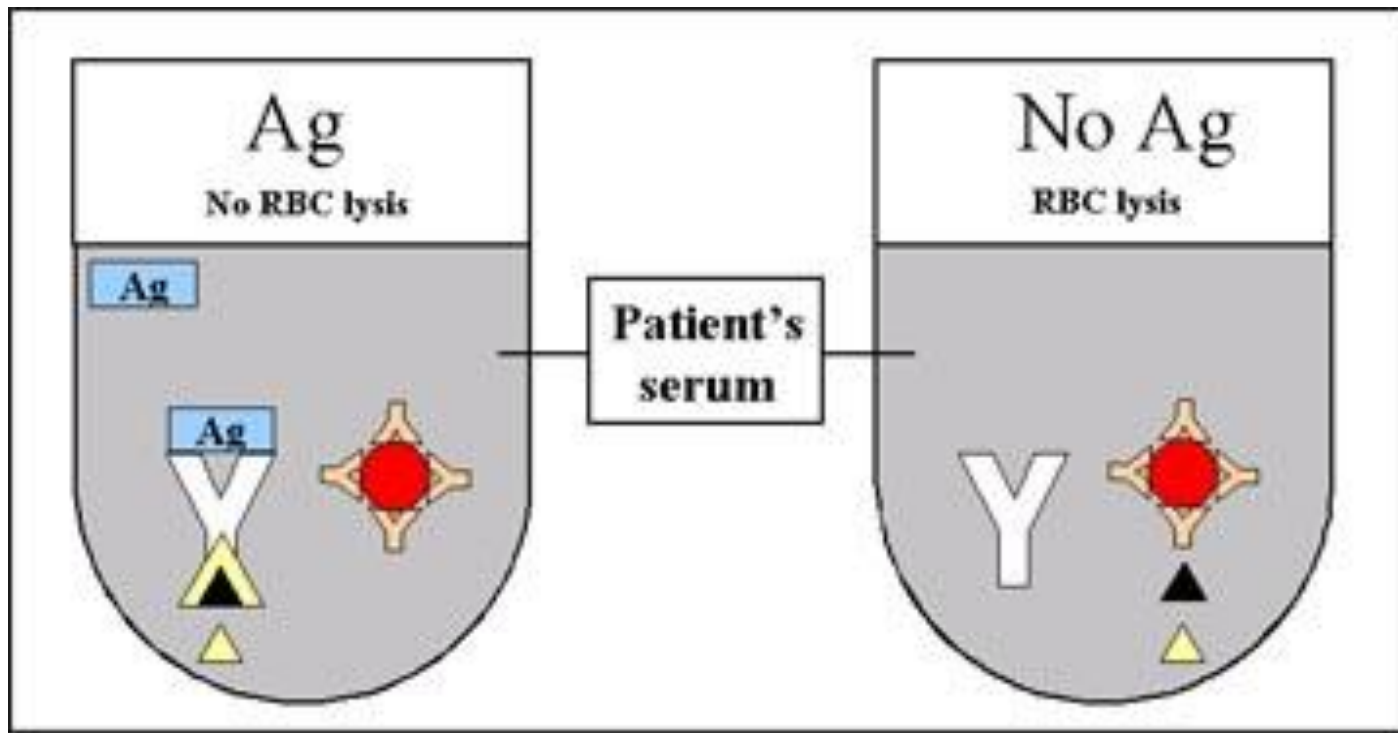 Ag
No RBC lysis
Ag
Ag
Patient's
serum
No Ag
RBC lysis